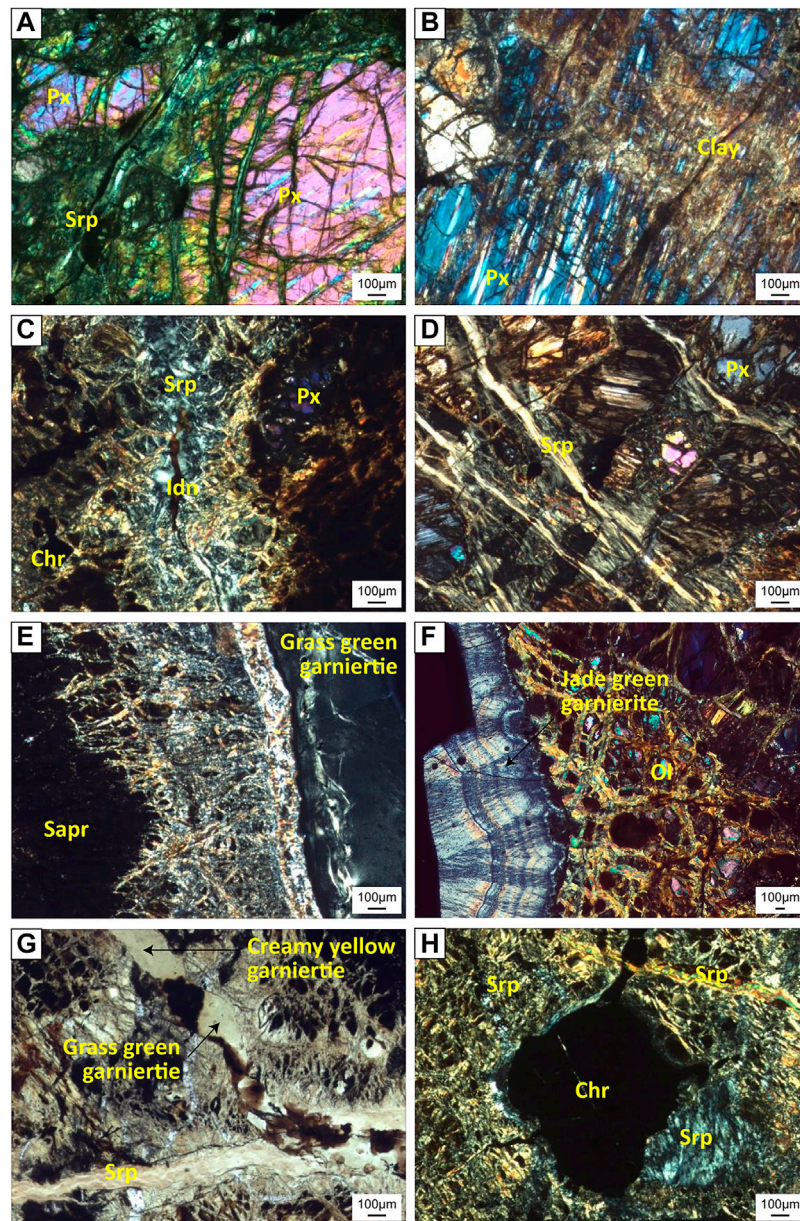 A
Px
Px
Srp
100µm
B
Clay
Px
100µm
C
Srp
Px
Idn
Chr
100µm
D
Px
Srp
100µm
E
Grass green
garniertie
Sapr
100µm
F
Jade green
garnierite
Ol
100µm
G
Creamy yellow
garniertie
Grass green
garniertie
Srp
100µm
H
Srp
Srp
Chr
Srp
100µm